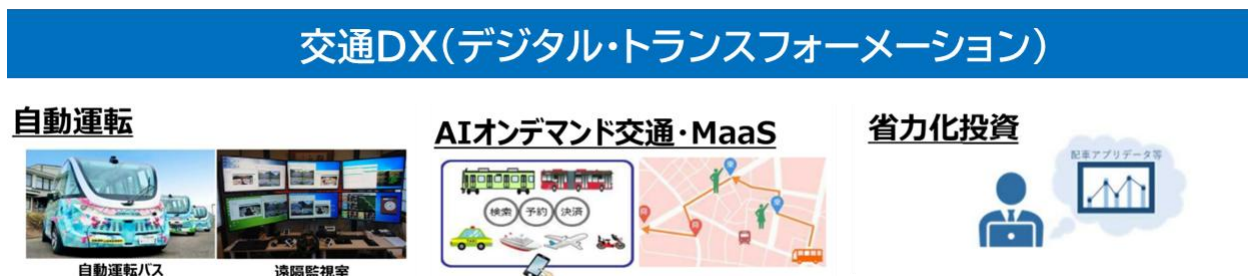 交通DX(デジタル・トランスフォーメーション)
自動運転
自動運転バス
遠隔監視室
AIオンデマンド交通・MaaS
検索 予約 決済
省力化投資
配車アプリデータ等